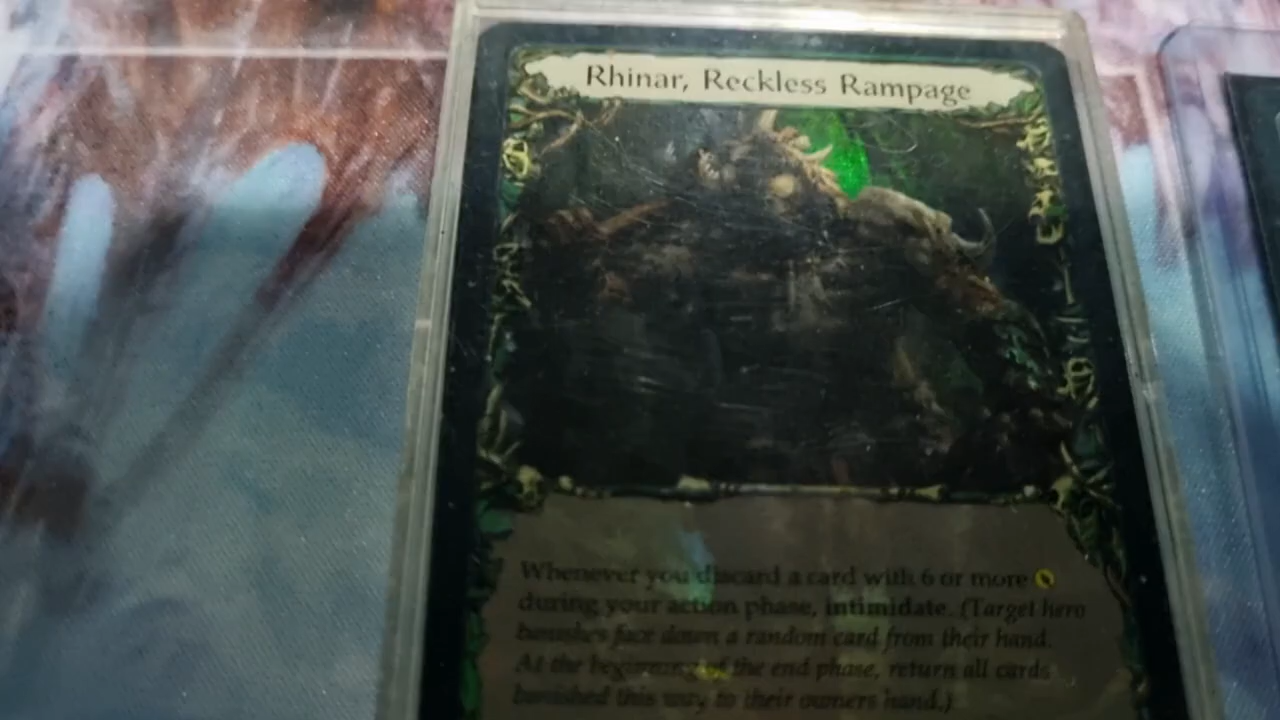 Rhinar, Reckless Rampage
Whenever you discard a card with 6 or more
during your action phase, intimidate. (Target hero
banishes face down a random card from their hand.
At the beginning of the end phase, return all cards
banished this way to their owners hand.)